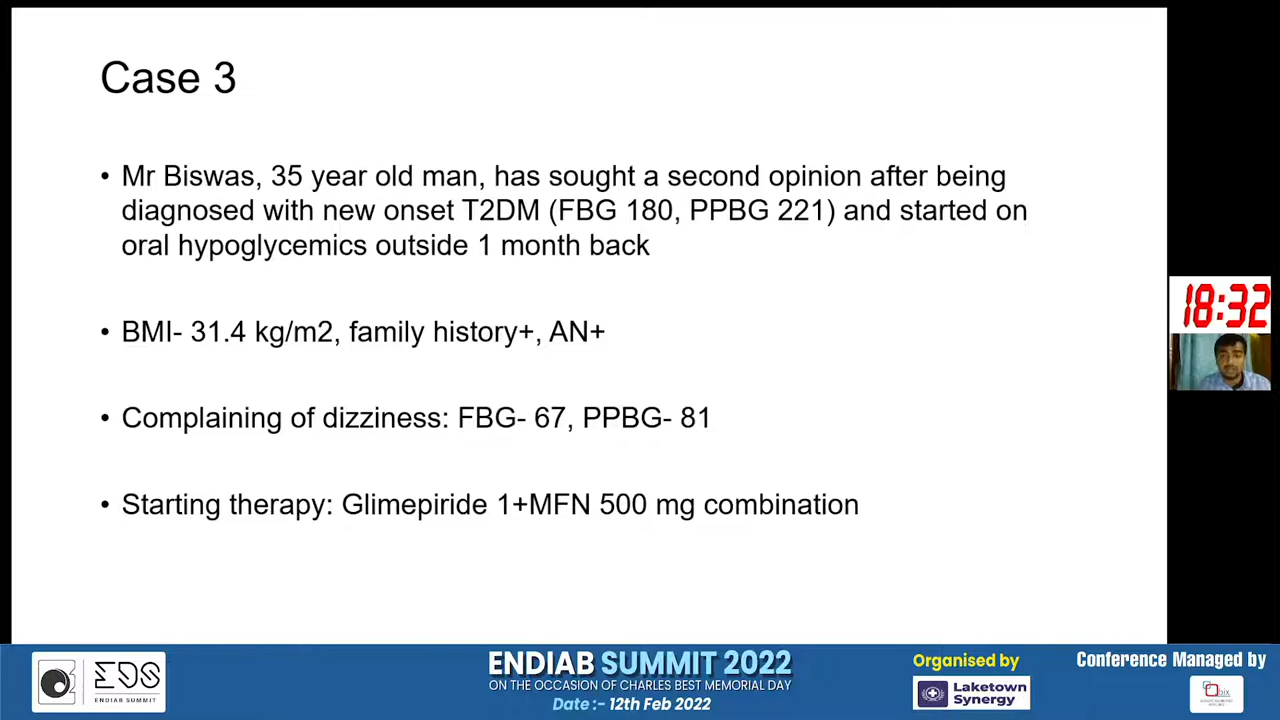 Case 3
• Mr Biswas, 35 year old man, has sought a second opinion after being
diagnosed with new onset T2DM (FBG 180, PPBG 221) and started on
oral hypoglycemics outside 1 month back
• BMI- 31.4 kg/m2, family history+, AN+
• Complaining of dizziness: FBG- 67, PPBG- 81
• Starting therapy: Glimepiride 1+MFN 500 mg combination
18:32
EDS
ENDIAB SUMMIT
ENDIAB SUMMIT 2022
ON THE OCCASION OF CHARLES BEST MEMORIAL DAY
Date :- 12th Feb 2022
Organised by
Laketown
Synergy
Conference Managed by